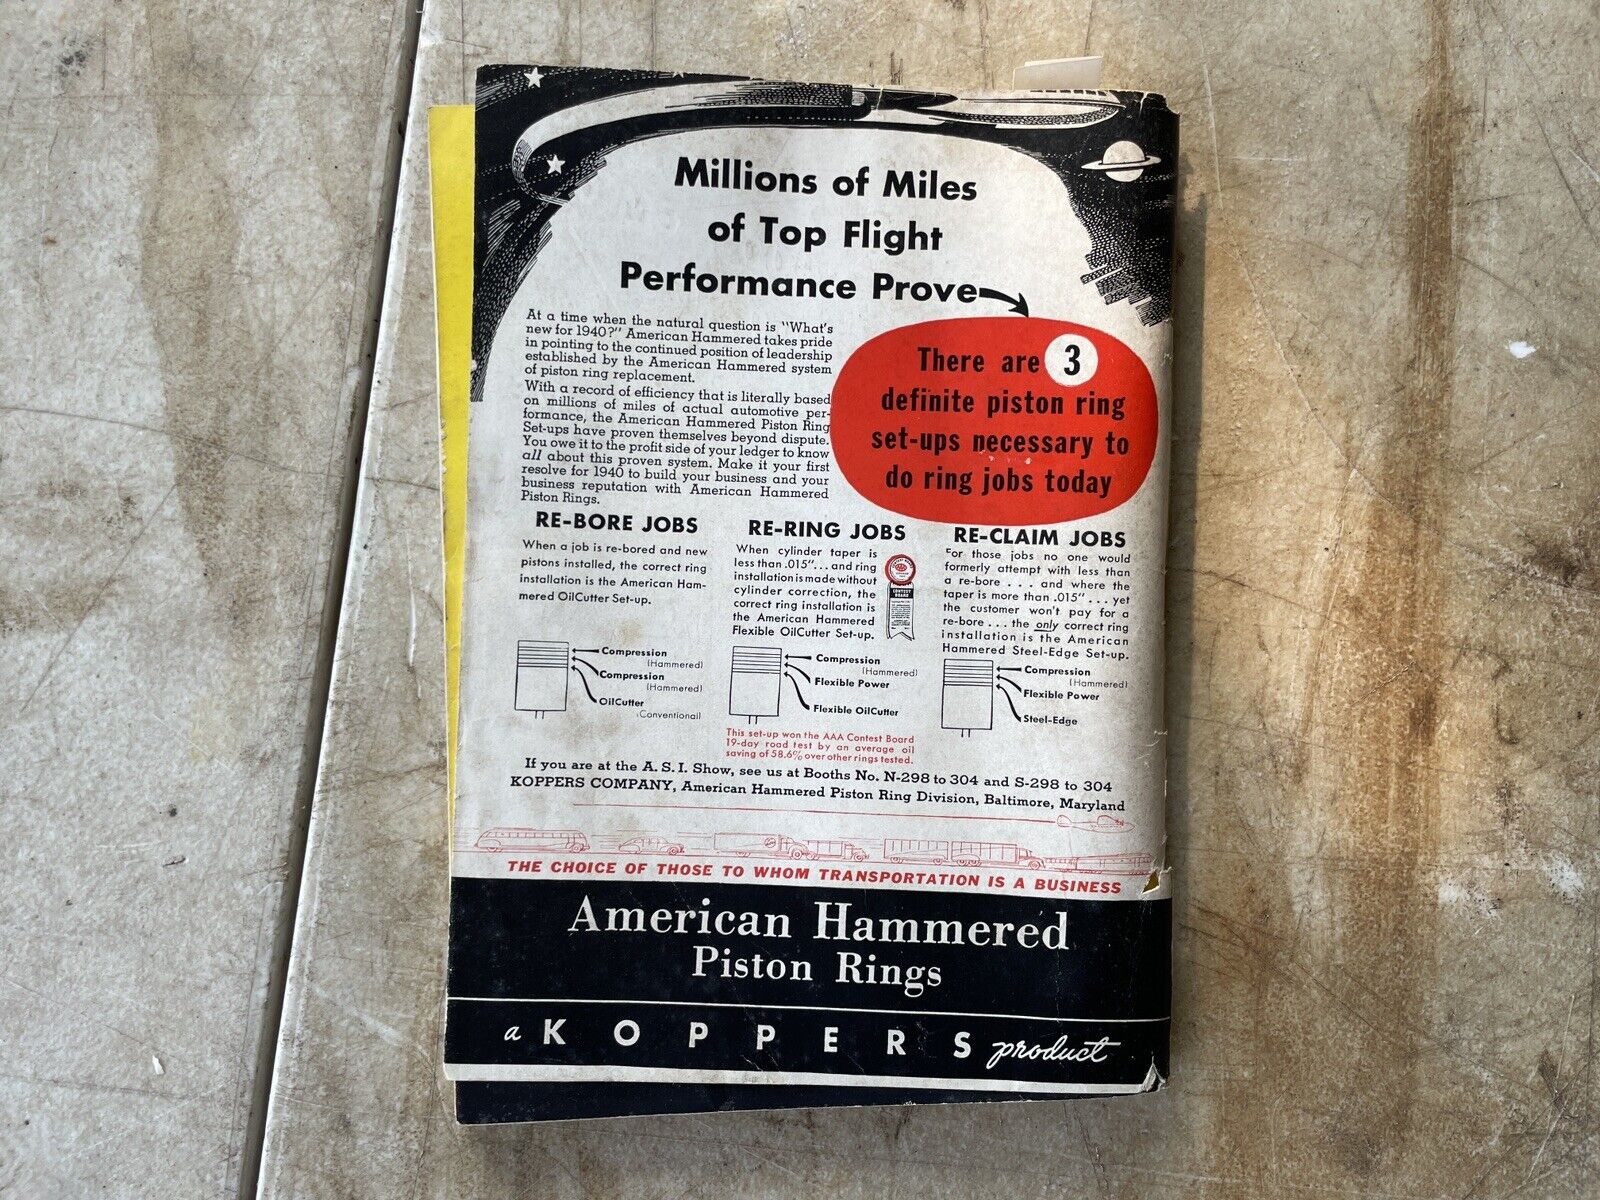 Millions of Miles
of Top Flight
Performance Prove
There are 3
definite piston ring
set-ups necessary to
do ring jobs today
At a time when the natural question is "What's
new for 1940?" American Hammered takes pride
in pointing to the continued position of leadership
established by the American Hammered system
of piston ring replacement.
With a record of efficiency that is literally based
on millions of miles of actual automotive per-
formance, the American Hammered Piston Ring
Set-ups have proven themselves beyond dispute.
You owe it to the profit side of your ledger to know
all about this proven system. Make it your first
resolve for 1940 to build your business and your
business reputation with American Hammered
Piston Rings.
RE-BORE JOBS
When a job is re-bored and new
pistons installed, the correct ring
installation is the American Ham-
mered OilCutter Set-up.
Compression
(Hammered)
Compression
(Hammered)
OilCutter
(Conventional)
RE-RING JOBS
When cylinder taper is
less than .015"... and ring
installation is made without
cylinder correction, the
correct ring installation is
the American Hammered
Flexible OilCutter Set-up.
CONTEST
BOARD
Compression
(Hammered)
Flexible Power
Flexible OilCutter
This set-up won the AAA Contest Board
19-day road test by an average oil
saving of 58.6% over other rings tested.
RE-CLAIM JOBS
For those jobs no one would
formerly attempt with less than
a re-bore . . . and where the
taper is more than .015" . . . yet
the customer won't pay for a
re-bore . . . the only correct ring
installation is the American
Hammered Steel-Edge Set-up.
Compression
(Hammered)
Flexible Power
Steel-Edge
If you are at the A. S. I. Show, see us at Booths No. N-298 to 304 and S-298 to 304
KOPPERS COMPANY, American Hammered Piston Ring Division, Baltimore, Maryland
THE CHOICE OF THOSE TO WHOM TRANSPORTATION IS A BUSINESS
American Hammered
Piston Rings
a KOPPERS product